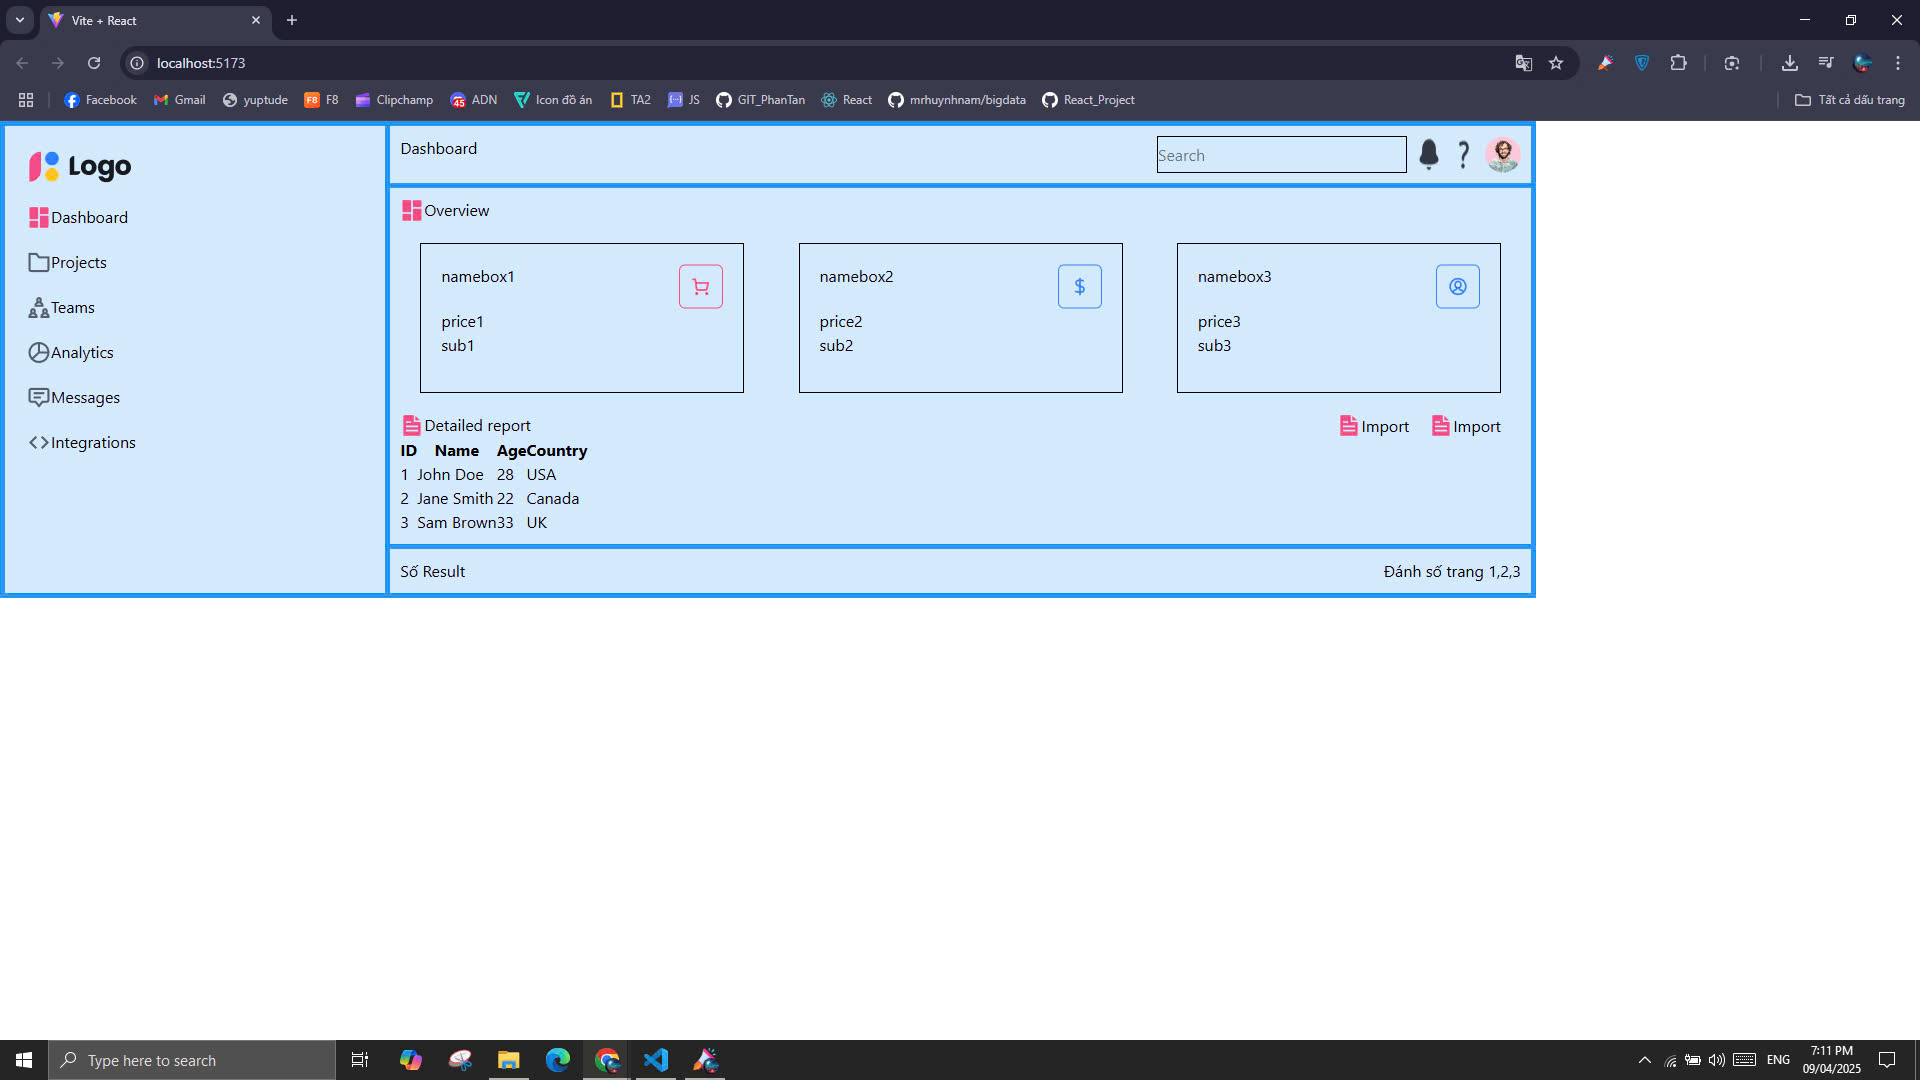 Vite + React
localhost:5173
Facebook
Gmail
yuptude
F8 F8
Clipchamp
45 ADN
Icon đồ án
TA2
JS
GIT_PhanTan
React
mrhuynhnam/bigdata
React_Project
Tất cả dấu trang
Logo
Dashboard
Projects
Teams
Analytics
Messages
Integrations
Dashboard
Search
Overview
namebox1
price1
sub1
namebox2
price2
sub2
namebox3
price3
sub3
Detailed report
Import
Import
ID Name Age Country
1 John Doe 28 USA
2 Jane Smith 22 Canada
3 Sam Brown 33 UK
Số Result
Đánh số trang 1,2,3
Type here to search
ENG
7:11 PM
09/04/2025